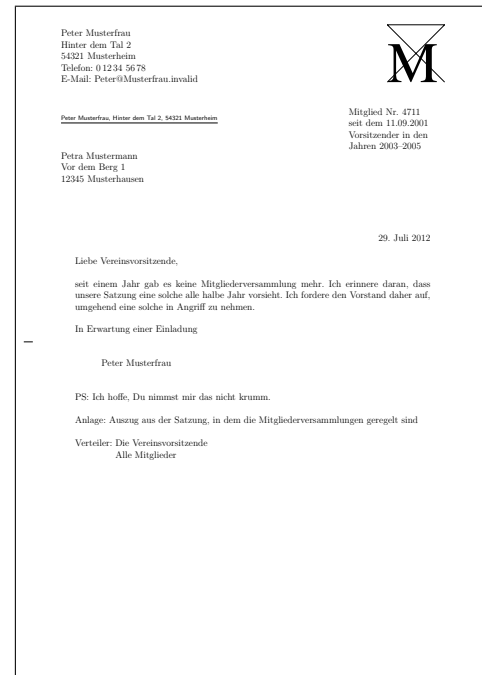 Peter Musterfrau
Hinter dem Tal 2
54321 Musterheim
Telefon: 0 12 34 56 78
E-Mail: Peter@Musterfrau.invalid
M
Peter Musterfrau, Hinter dem Tal 2, 54321 Musterheim
Mitglied Nr. 4711
seit dem 11.09.2001
Vorsitzender in den
Jahren 2003–2005
Petra Mustermann
Vor dem Berg 1
12345 Musterhausen
29. Juli 2012
Liebe Vereinsvorsitzende,
seit einem Jahr gab es keine Mitgliederversammlung mehr. Ich erinnere daran, dass
unsere Satzung eine solche alle halbe Jahr vorsieht. Ich fordere den Vorstand daher auf,
umgehend eine solche in Angriff zu nehmen.
In Erwartung einer Einladung
Peter Musterfrau
PS: Ich hoffe, Du nimmst mir das nicht krumm.
Anlage: Auszug aus der Satzung, in dem die Mitgliederversammlungen geregelt sind
Verteiler: Die Vereinsvorsitzende
Alle Mitglieder